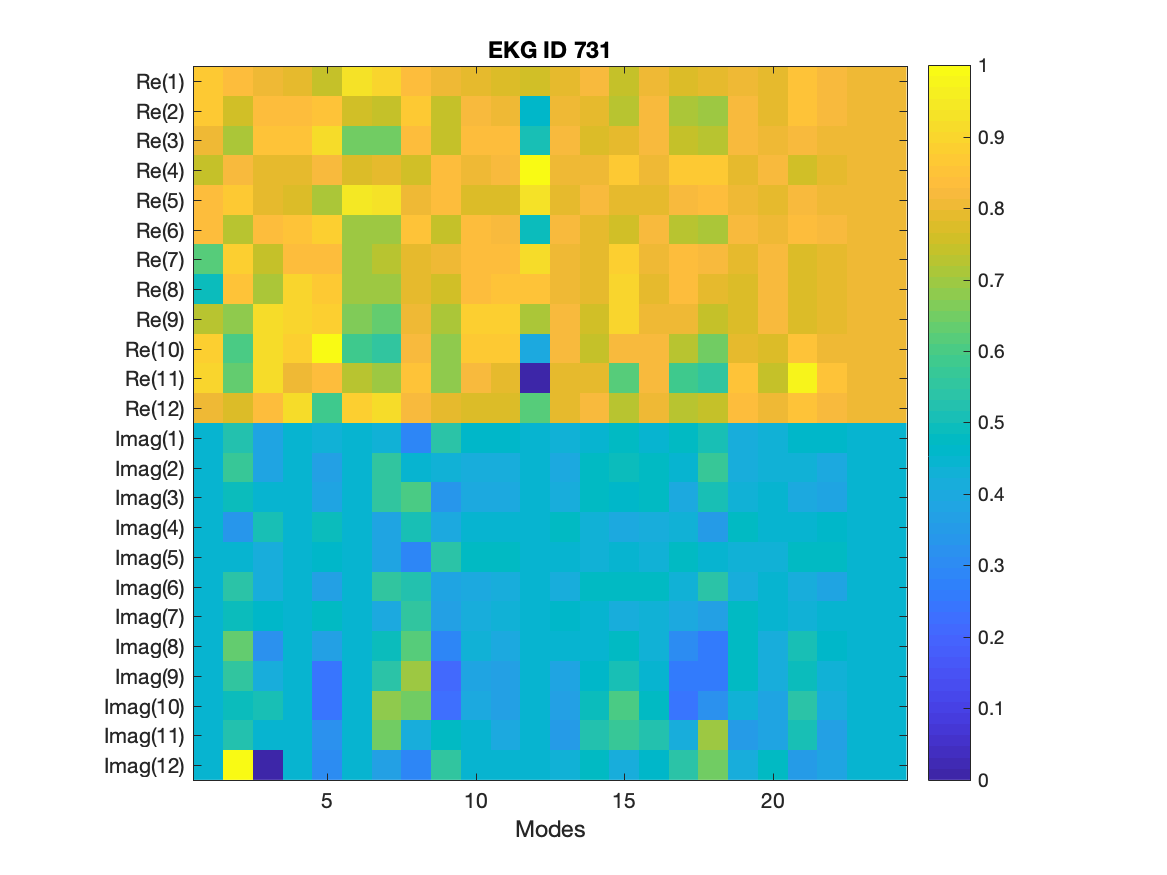 EKG ID 731
Re(1)
Re(2)
Re(3)
Re(4)
Re(5)
Re(6)
Re(7)
Re(8)
Re(9)
Re(10)
Re(11)
Re(12)
Imag(1)
Imag(2)
Imag(3)
Imag(4)
Imag(5)
Imag(6)
Imag(7)
Imag(8)
Imag(9)
Imag(10)
Imag(11)
Imag(12)
5 10 15 20
Modes
1
0.9
0.8
0.7
0.6
0.5
0.4
0.3
0.2
0.1
0